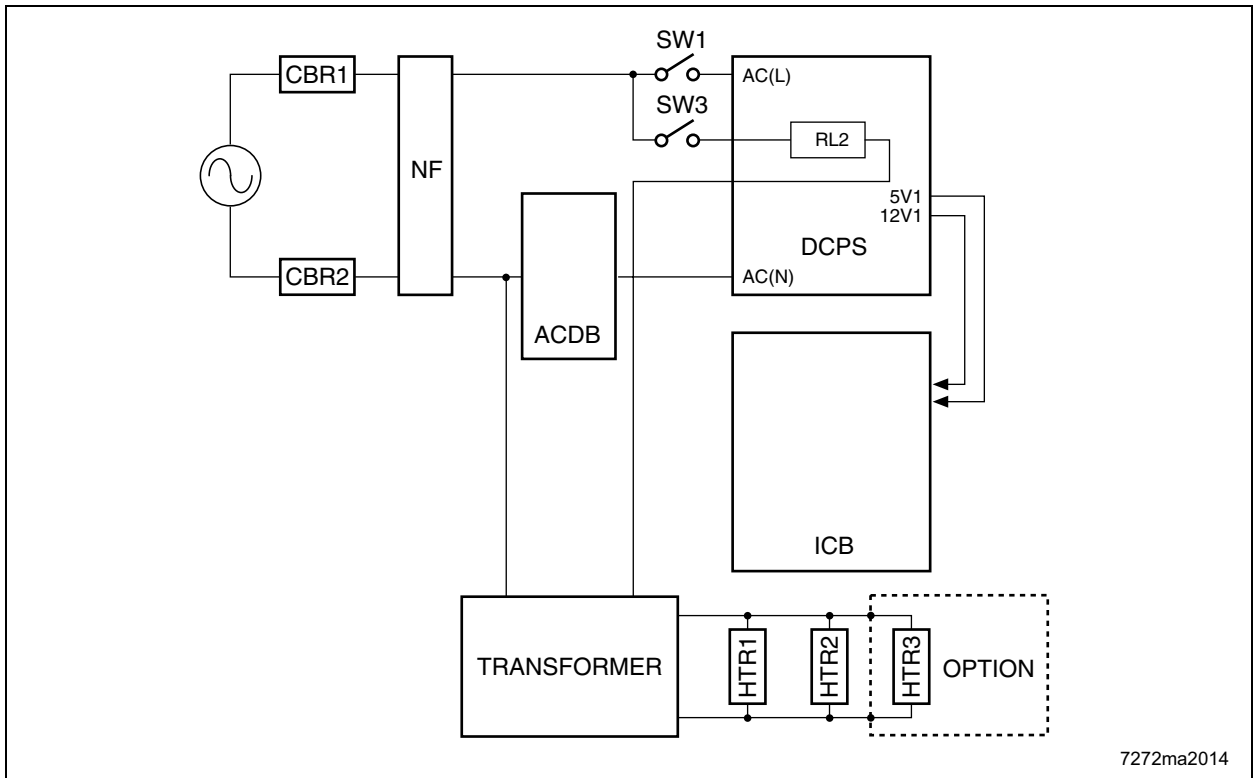 SW1
CBR1
AC(L)
SW3
RL2
NF
5V1
12V1
DCPS
CBR2
AC(N)
ACDB
ICB
TRANSFORMER
HTR1
HTR2
HTR3
OPTION
7272ma2014